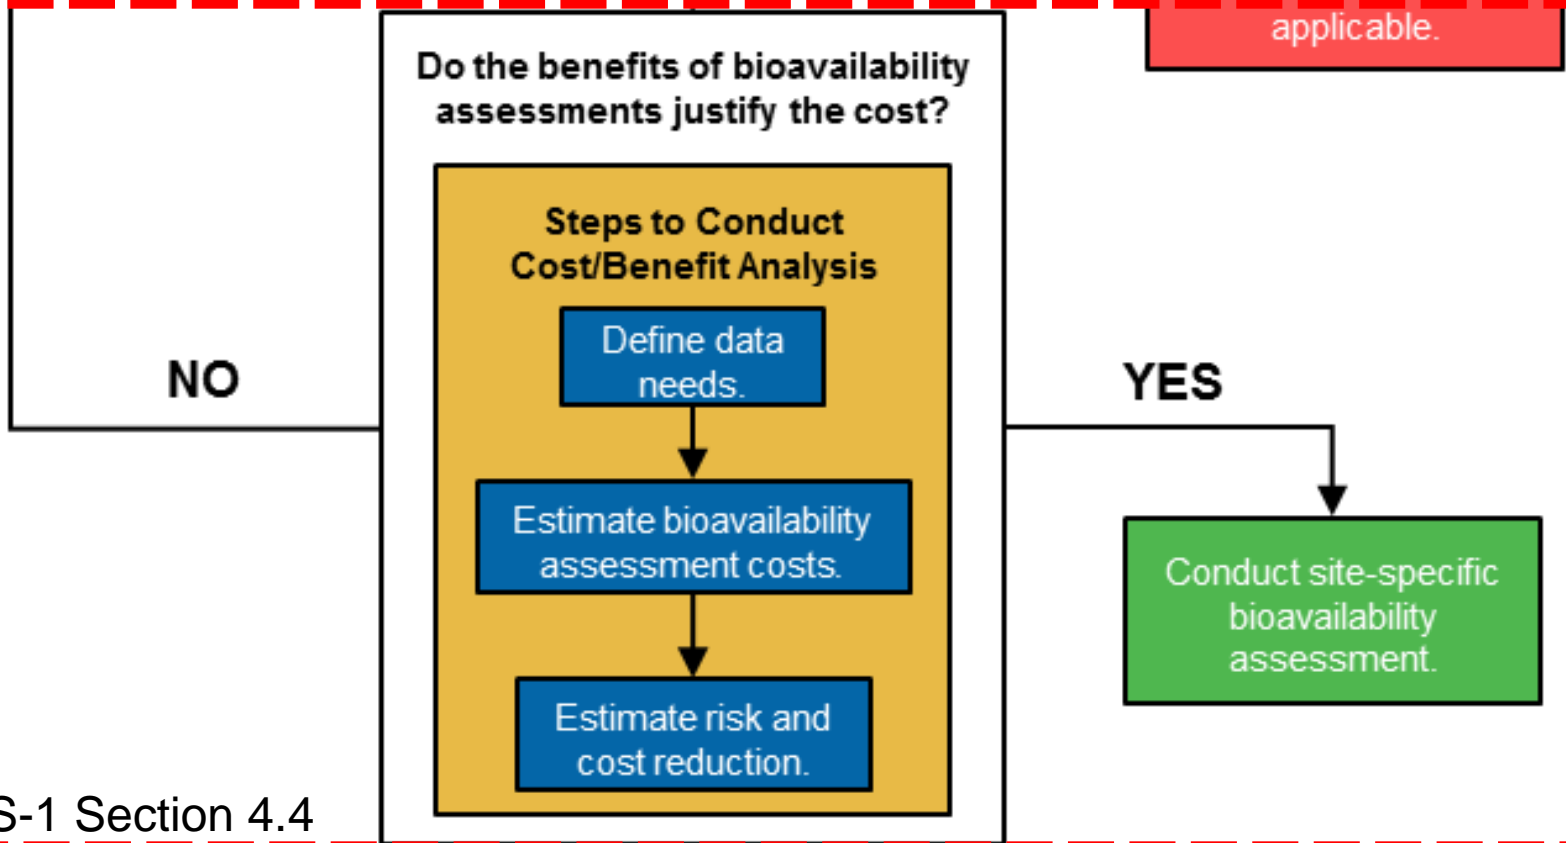 applicable.
Do the benefits of bioavailability
assessments justify the cost?
Steps to Conduct
Cost/Benefit Analysis
Define data
needs.
NO
YES
Estimate bioavailability
assessment costs.
Conduct site-specific
bioavailability
assessment.
Estimate risk and
cost reduction.
S-1 Section 4.4